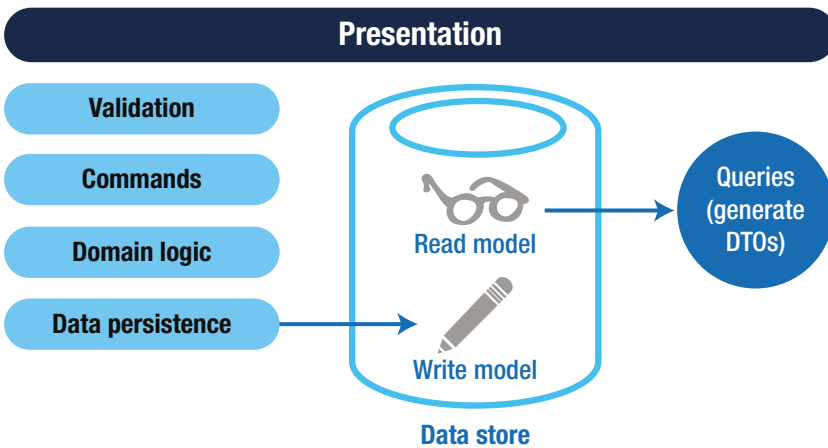 Presentation
Validation
Commands
Domain logic
Data persistence
Read model
Write model
Data store
Queries
(generate
DTOs)